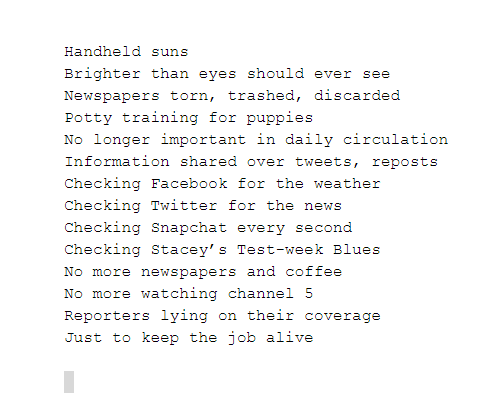 Handheld suns
Brighter than eyes should ever see
Newspapers torn, trashed, discarded
Potty training for puppies
No longer important in daily circulation
Information shared over tweets, reposts
Checking Facebook for the weather
Checking Twitter for the news
Checking Snapchat every second
Checking Stacey’s Test-week Blues
No more newspapers and coffee
No more watching channel 5
Reporters lying on their coverage
Just to keep the job alive